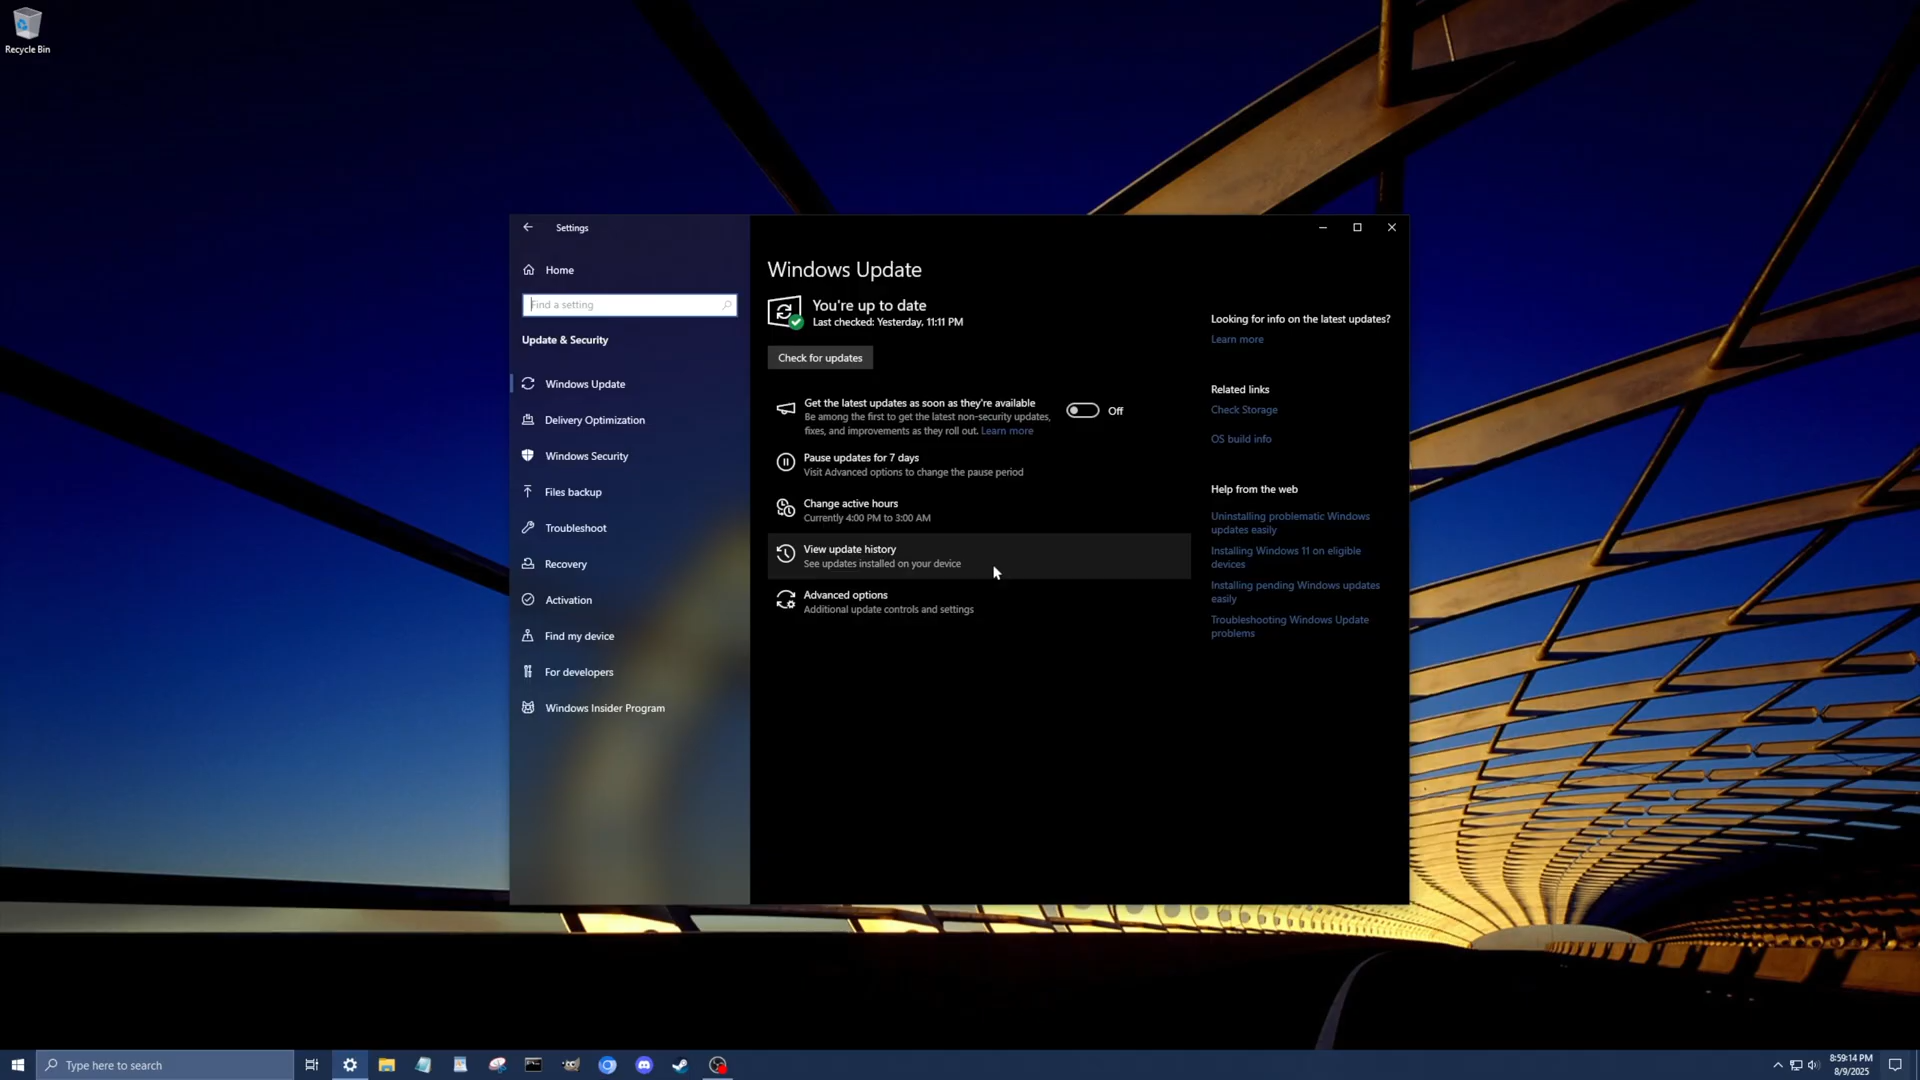 Recycle Bin
Settings
Home
Find a setting
Update & Security
Windows Update
Delivery Optimization
Windows Security
Files backup
Troubleshoot
Recovery
Activation
Find my device
For developers
Windows Insider Program
Windows Update
You're up to date
Last checked: Yesterday, 11:11 PM
Check for updates
Get the latest updates as soon as they're available
Be among the first to get the latest non-security updates,
fixes, and improvements as they roll out. Learn more
Off
Pause updates for 7 days
Visit Advanced options to change the pause period
Change active hours
Currently 4:00 PM to 3:00 AM
View update history
See updates installed on your device
Advanced options
Additional update controls and settings
Looking for info on the latest updates?
Learn more
Related links
Check Storage
OS build info
Help from the web
Uninstalling problematic Windows
updates easily
Installing Windows 11 on eligible
devices
Installing pending Windows updates
easily
Troubleshooting Windows Update
problems
Type here to search
8:59:14 PM
8/9/2025